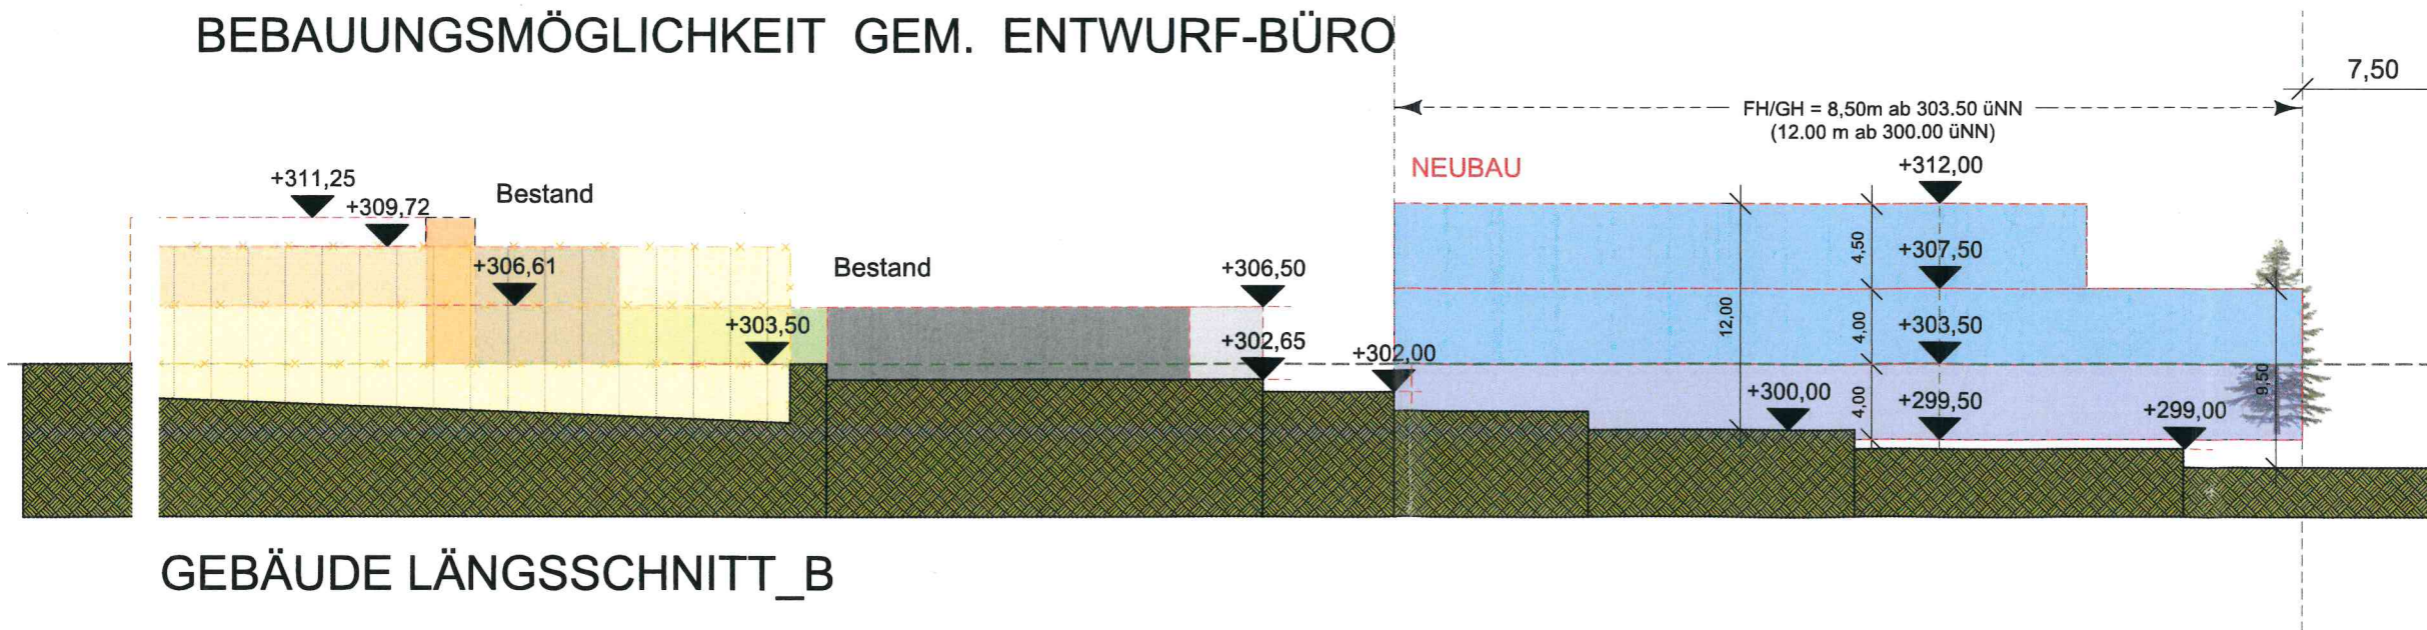 BEBAUUNGSMÖGLICHKEIT GEM. ENTWURF-BÜRO
7,50
FH/GH = 8,50m ab 303.50 üNN
(12.00 m ab 300.00 üNN)
NEUBAU
+312,00
+311,25
+309,72
Bestand
+306,61
Bestand
+306,50
+307,50
4,50
+303,50
+302,65
+302,00
12,00
4,00
+303,50
+300,00
4,00
+299,50
+299,00
9,50
GEBÄUDE LÄNGSSCHNITT_B